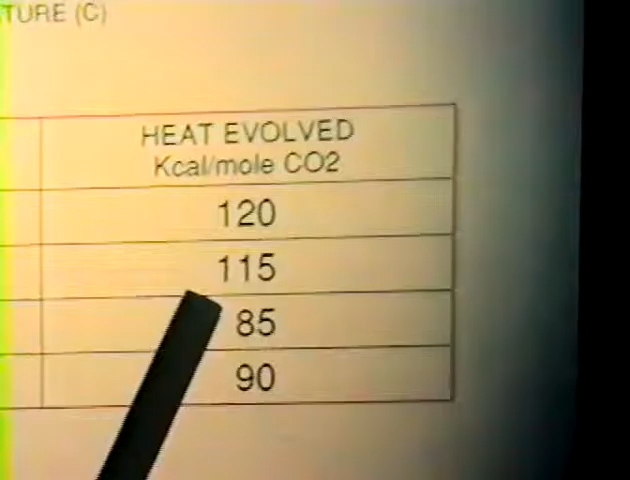 TURE (C)
HEAT EVOLVED
Kcal/mole CO2
120
115
85
90